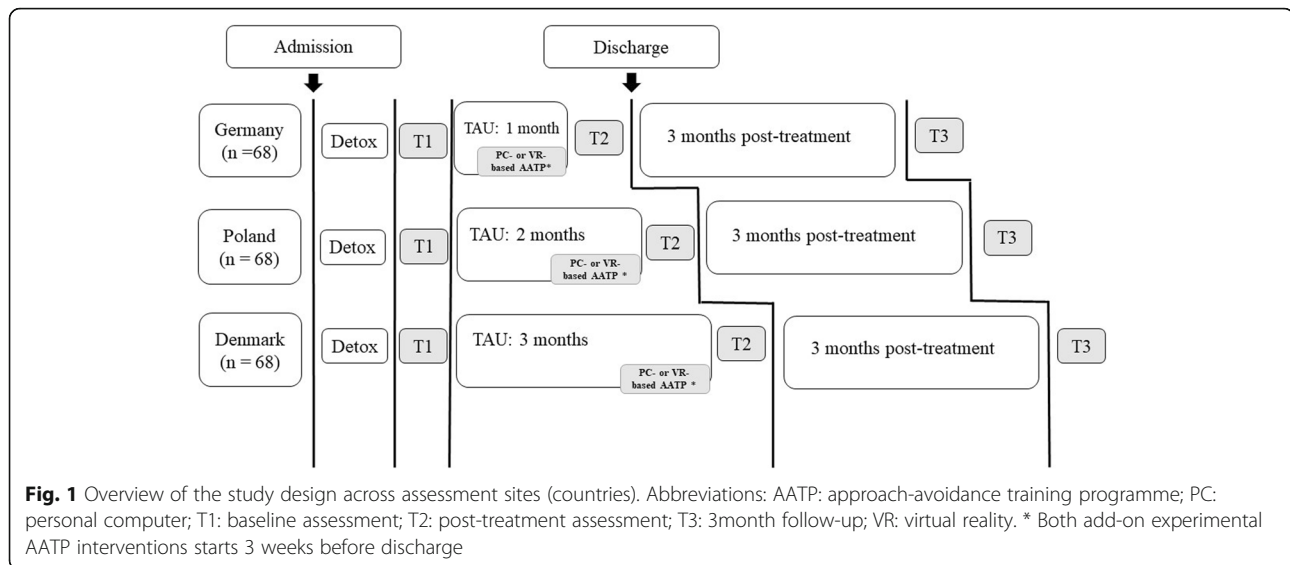 Admission
Discharge
Germany
(n =68)
Detox
T1
TAU: 1 month
PC- or VR-
based AATP*
T2
3 months post-treatment
T3
Poland
(n = 68)
Detox
T1
TAU: 2 months
PC- or VR-
based AATP *
T2
3 months post-treatment
T3
Denmark
(n = 68)
Detox
T1
TAU: 3 months
PC- or VR-
based AATP *
T2
3 months post-treatment
T3
Fig. 1 Overview of the study design across assessment sites (countries). Abbreviations: AATP: approach-avoidance training programme; PC:
personal computer; T1: baseline assessment; T2: post-treatment assessment; T3: 3month follow-up; VR: virtual reality. * Both add-on experimental
AATP interventions starts 3 weeks before discharge